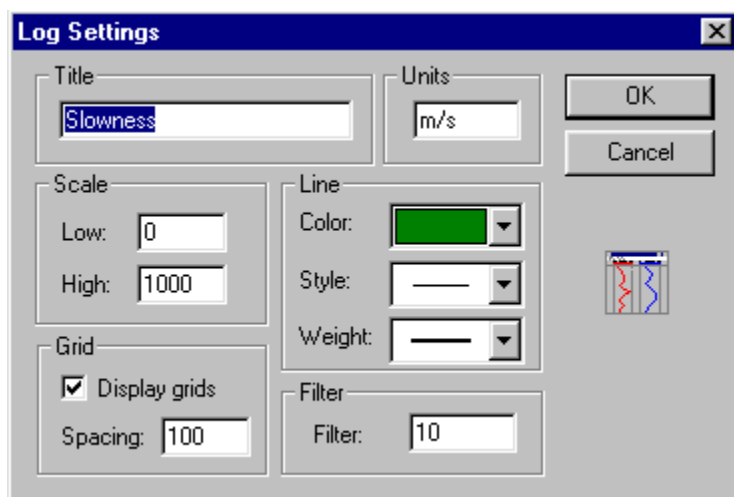 Log Settings
Title
Slowness
Units
m/s
OK
Cancel
Scale
Low: 0
High: 1000
Line
Color:
Style:
Weight:
Grid
Display grids
Spacing: 100
Filter
Filter: 10